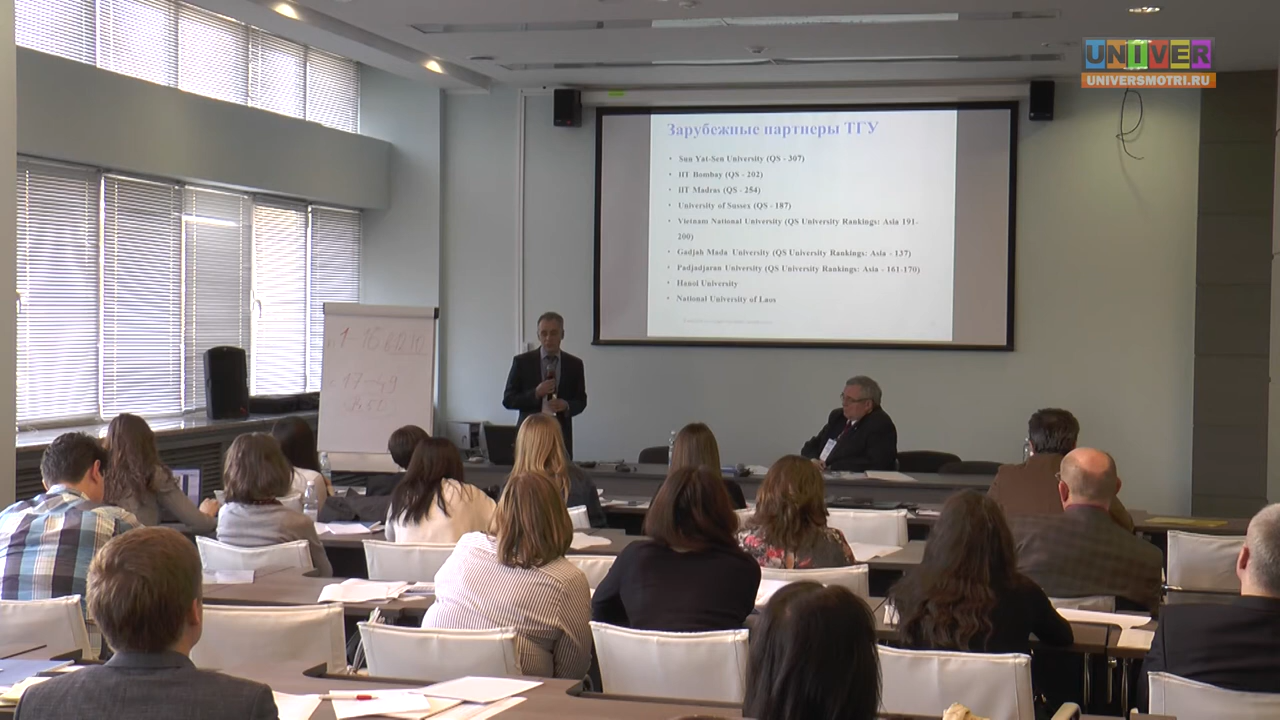 UNIVER
UNIVERSMOTRI.RU
Зарубежные партнеры ТГУ
• Sun Yat-Sen University (QS - 307)
• IIT Bombay (QS - 202)
• IIT Madras (QS - 254)
• University of Sussex (QS - 187)
• Vietnam National University (QS University Rankings: Asia 191-
200)
• Gadjah Mada University (QS University Rankings: Asia - 137)
• Padjadjaran University (QS University Rankings: Asia - 161-170)
• Hanoi University
• National University of Laos
17-49